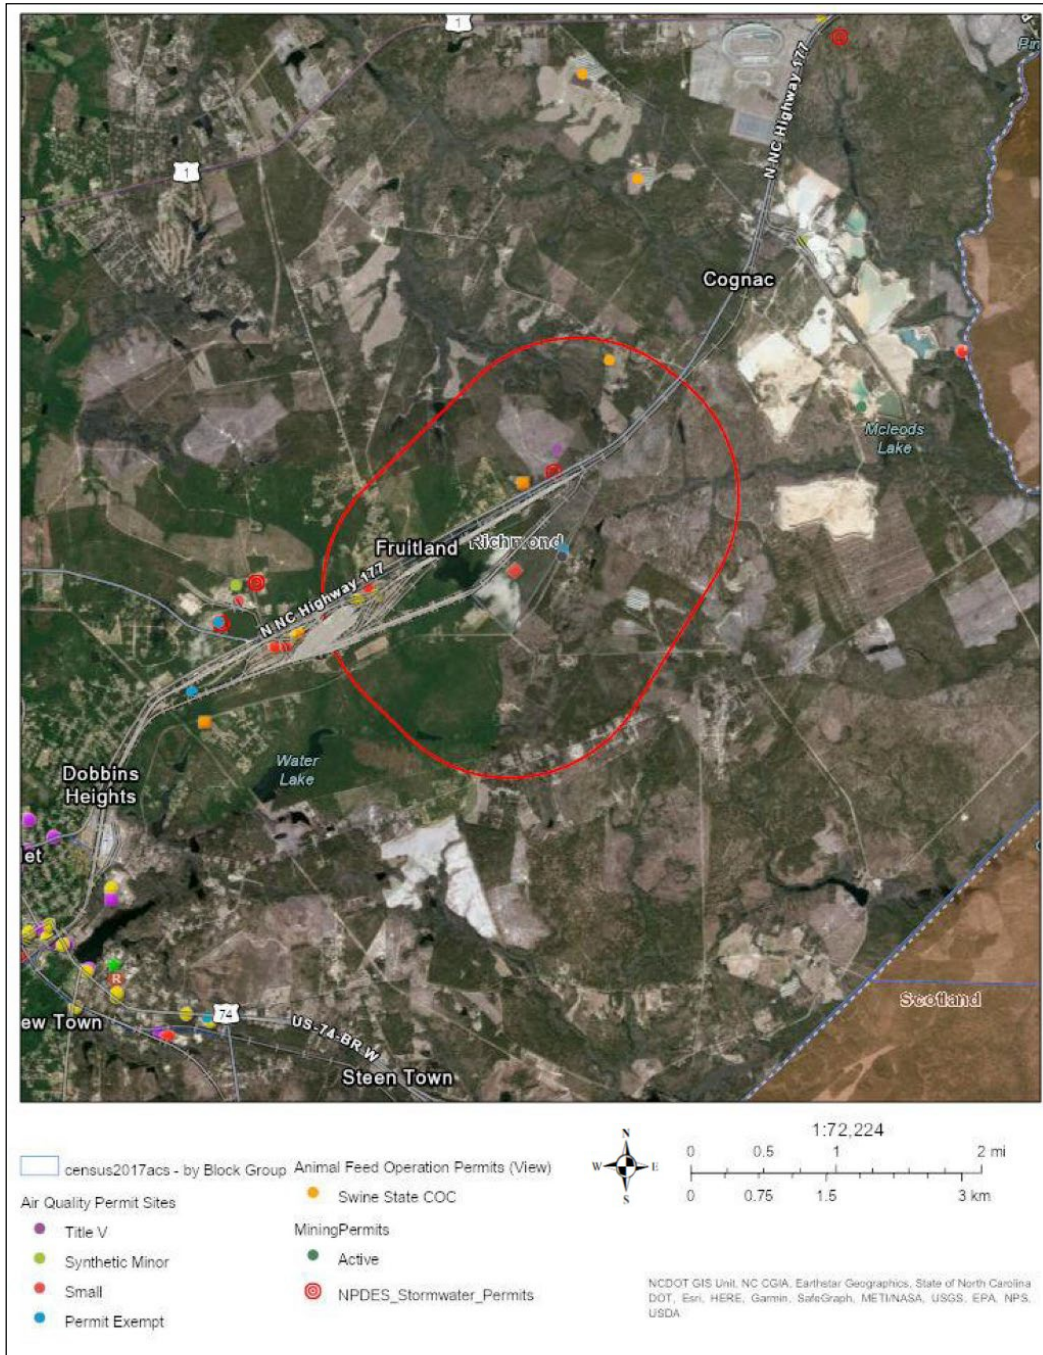 1
N NC Highway 177
1
Cognac
Mcleods
Lake
Fruitland
Richmond
N NC Highway 177
Water
Lake
Dobbins
Heights
et
R
Scotland
ew Town
74
US-74-BR W
Steen Town
census2017acs - by Block Group
Air Quality Permit Sites
Title V
Synthetic Minor
Small
Permit Exempt
Animal Feed Operation Permits (View)
Swine State COC
MiningPermits
Active
NPDES_Stormwater_Permits
N
W E
S
1:72,224
0 0.5 1 2 mi
0 0.75 1.5 3 km
NCDOT GIS Unit, NC CGIA, Earthstar Geographics, State of North Carolina
DOT, Esri, HERE, Garmin, SafeGraph, METI/NASA, USGS, EPA, NPS,
USDA